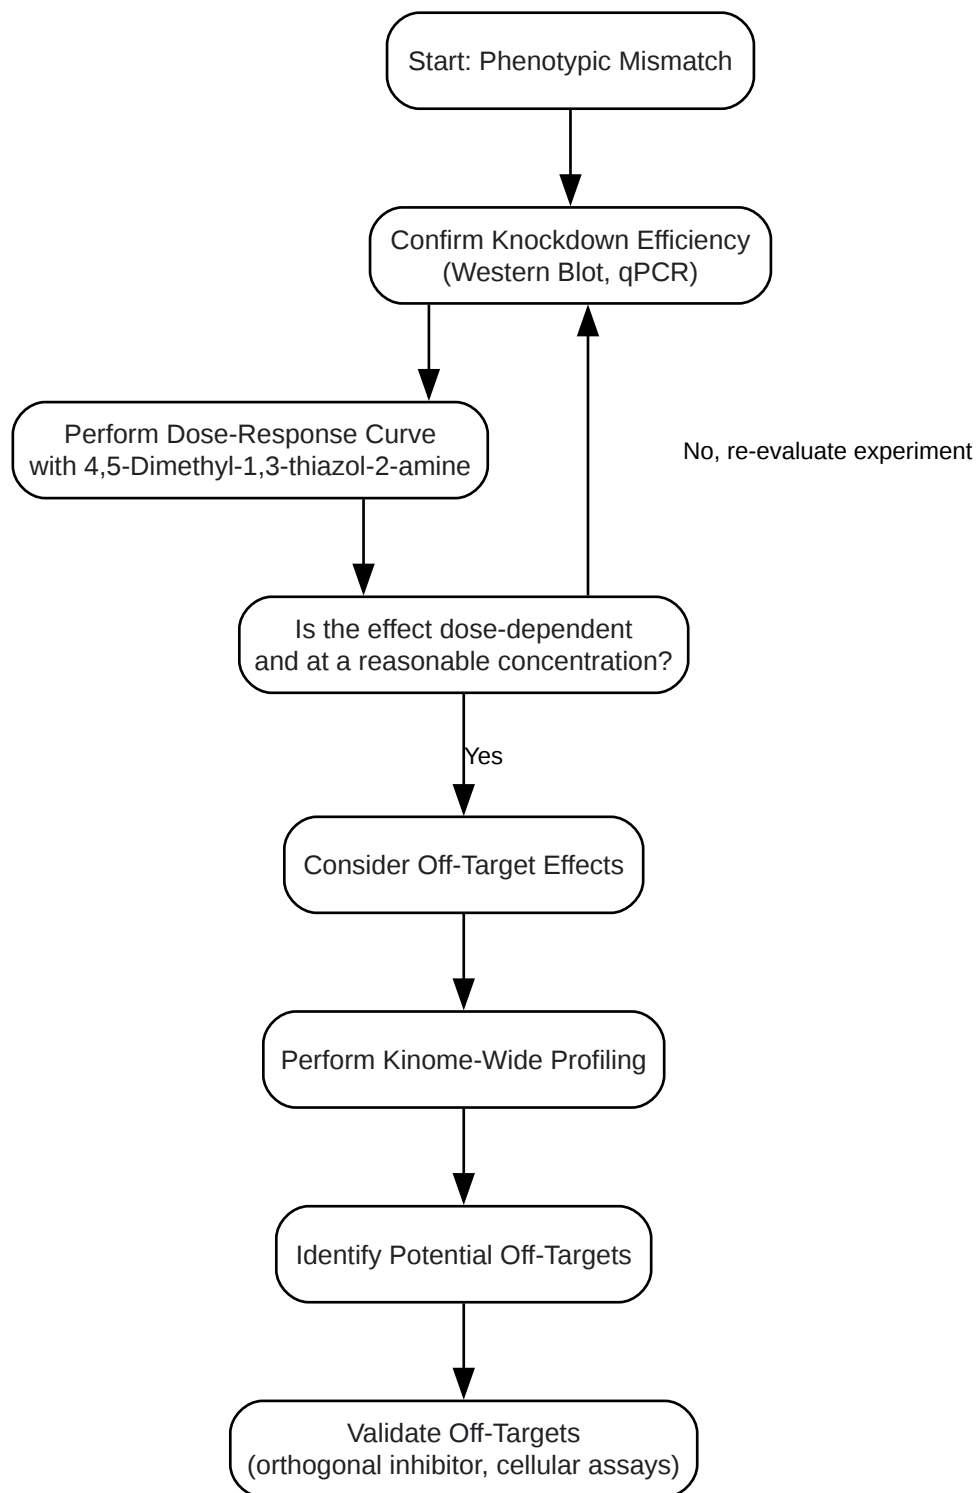 Start: Phenotypic Mismatch
Confirm Knockdown Efficiency
(Western Blot, qPCR)
Perform Dose-Response Curve
with 4,5-Dimethyl-1,3-thiazol-2-amine
No, re-evaluate experiment
Is the effect dose-dependent
and at a reasonable concentration?
Yes
Consider Off-Target Effects
Perform Kinome-Wide Profiling
Identify Potential Off-Targets
Validate Off-Targets
(orthogonal inhibitor, cellular assays)